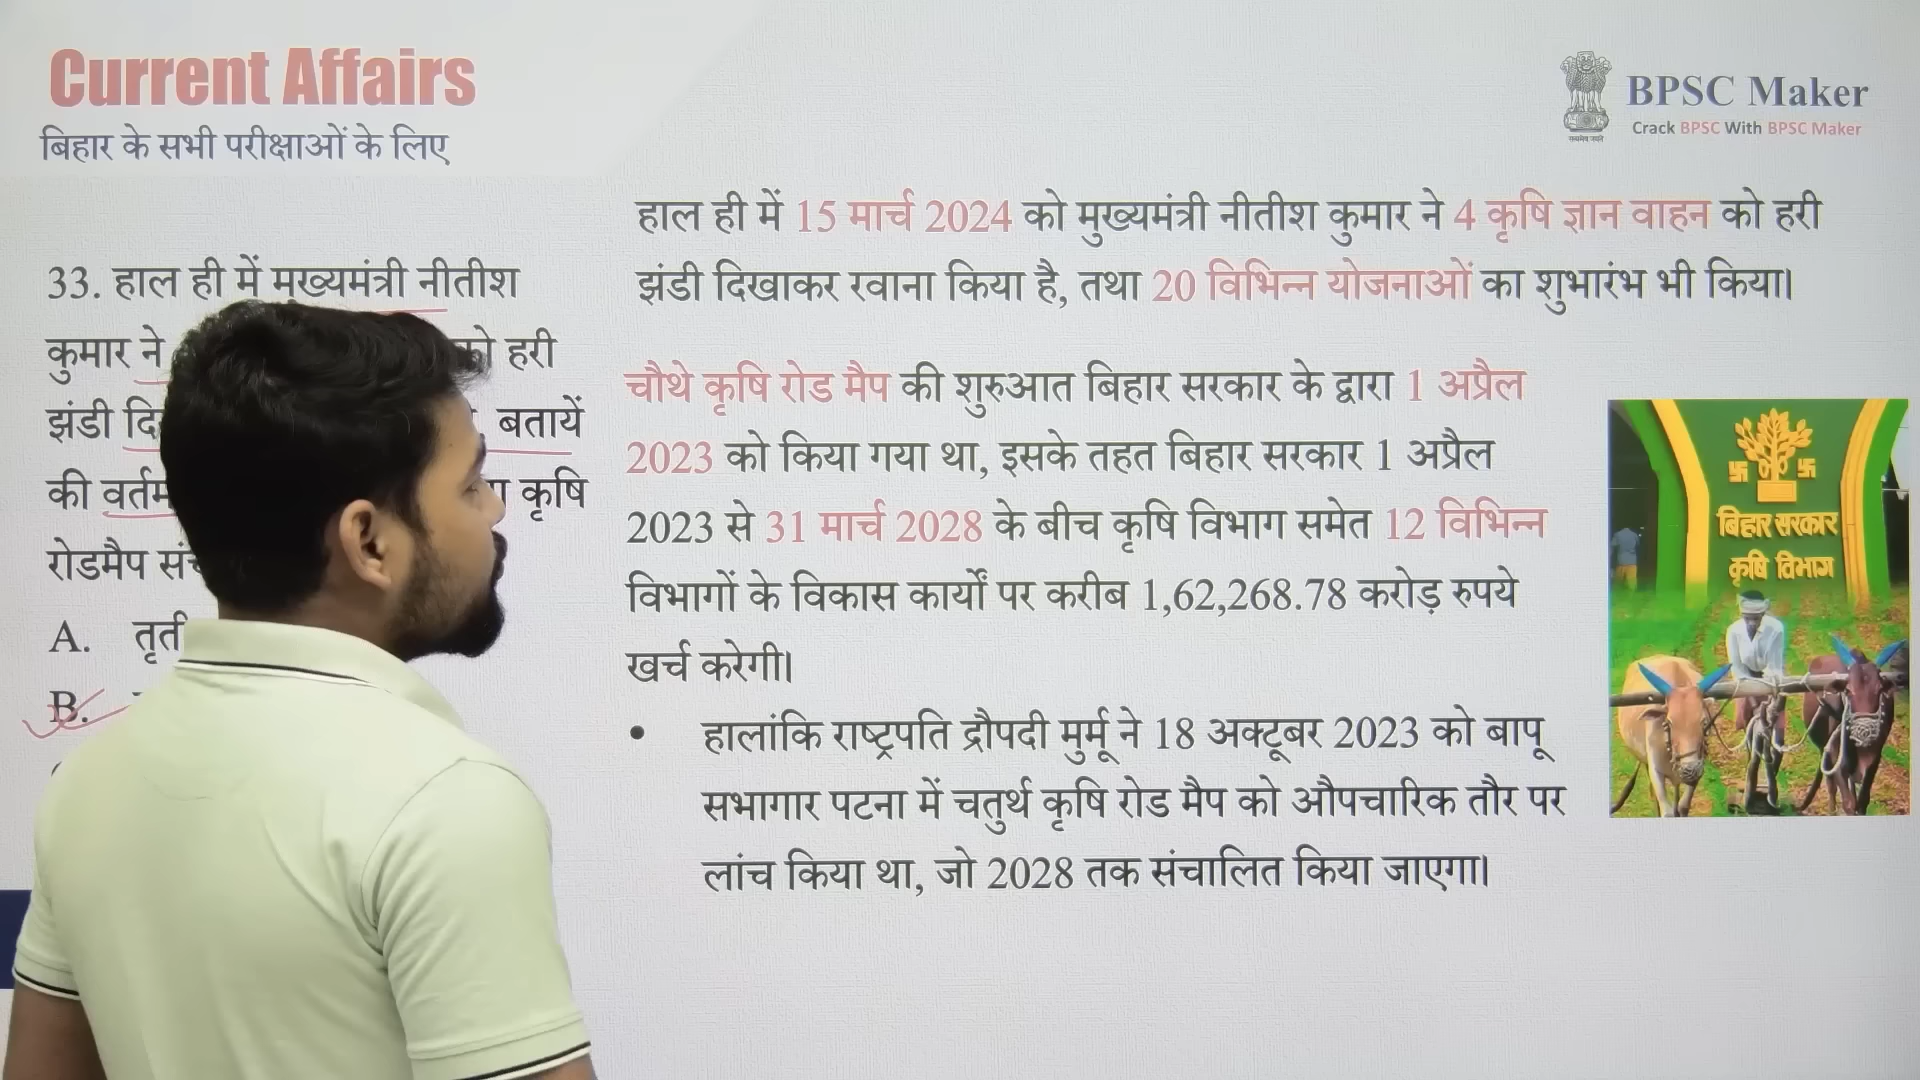 Current Affairs
बिहार के सभी परीक्षाओं के लिए
BPSC Maker
Crack BPSC With BPSC Maker
33. हाल ही में मुख्यमंत्री नीतीश
कुमार ने को हरी
झंडी बतायें
की कृषि
रोडमैप
A.
B.
हाल ही में 15 मार्च 2024 को मुख्यमंत्री नीतीश कुमार ने 4 कृषि ज्ञान वाहन को हरी
झंडी दिखाकर रवाना किया है, तथा 20 विभिन्न योजनाओं का शुभारंभ भी किया।
चौथे कृषि रोड मैप की शुरुआत बिहार सरकार के द्वारा 1 अप्रैल
2023 को किया गया था, इसके तहत बिहार सरकार 1 अप्रैल
2023 से 31 मार्च 2028 के बीच कृषि विभाग समेत 12 विभिन्न
विभागों के विकास कार्यों पर करीब 1,62,268.78 करोड़ रुपये
खर्च करेगी।
• हालांकि राष्ट्रपति द्रौपदी मुर्मू ने 18 अक्टूबर 2023 को बापू
सभागार पटना में चतुर्थ कृषि रोड मैप को औपचारिक तौर पर
लांच किया था, जो 2028 तक संचालित किया जाएगा।
बिहार सरकार
कृषि विभाग